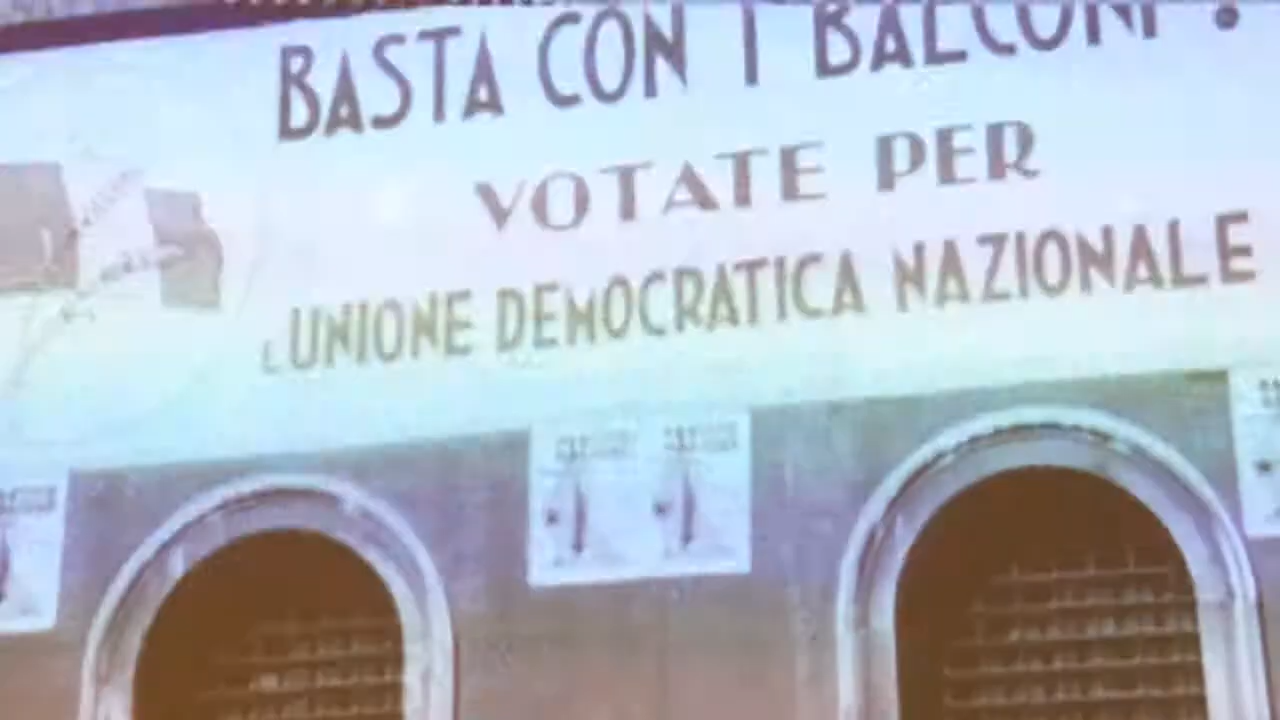 BASTA CON I BALCONI!
VOTATE PER
L'UNIONE DEMOCRATICA NAZIONALE